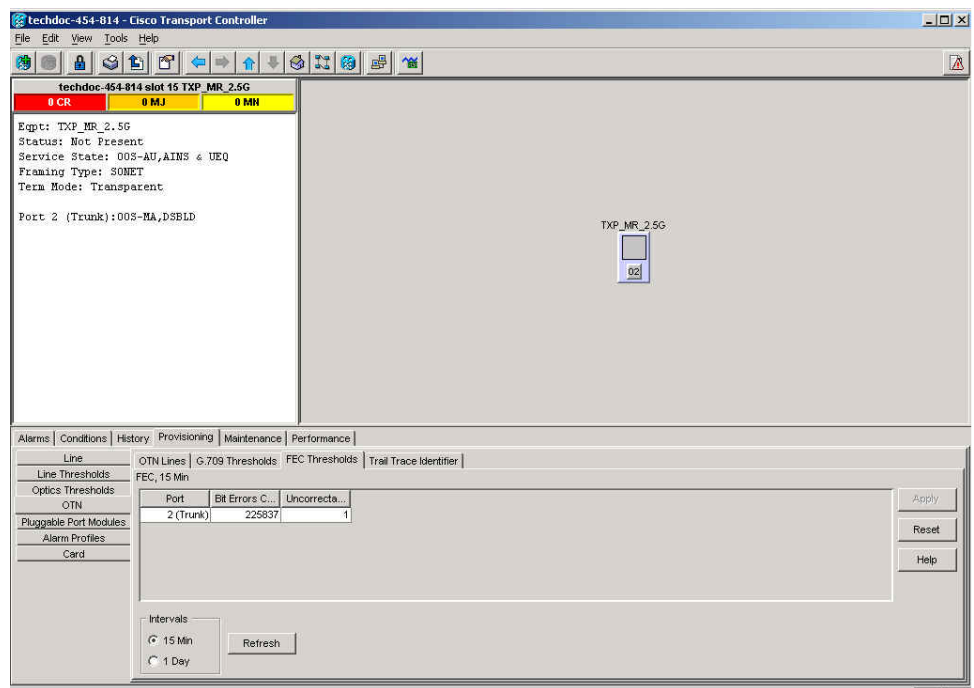 techdoc-454-814 - Cisco Transport Controller
File Edit View Tools Help
techdoc-454-814 slot 15 TXP_MR_2.5G
0 CR 0 MJ 0 MN
Eqpt: TXP_MR_2.5G
Status: Not Present
Service State: OOS-AU,AINS & UEQ
Framing Type: SONET
Term Mode: Transparent
Port 2 (Trunk):OOS-MA,DSBLD
TXP_MR_2.5G
02
Alarms Conditions History Provisioning Maintenance Performance
Line
Line Thresholds
Optics Thresholds
OTN
Pluggable Port Modules
Alarm Profiles
Card
OTN Lines G.709 Thresholds FEC Thresholds Trail Trace Identifier
FEC, 15 Min
Port Bit Errors C... Uncorrecta...
2 (Trunk) 225837 1
Intervals
15 Min
1 Day
Refresh
Apply
Reset
Help